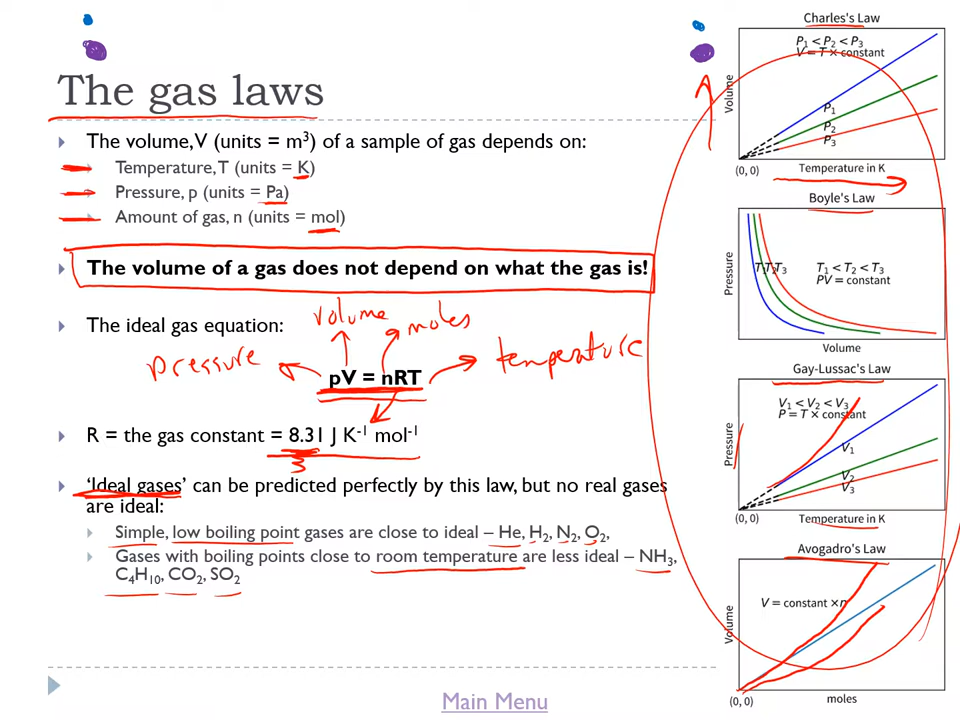 The gas laws
The volume, V (units = m³) of a sample of gas depends on:
Temperature, T (units = K)
Pressure, p (units = Pa)
Amount of gas, n (units = mol)
The volume of a gas does not depend on what the gas is!
The ideal gas equation:
volume
moles
pressure
temperature
pV = nRT
R = the gas constant = 8.31 J K⁻¹ mol⁻¹
'Ideal gases' can be predicted perfectly by this law, but no real gases
are ideal:
Simple, low boiling point gases are close to ideal – He, H₂, N₂, O₂,
Gases with boiling points close to room temperature are less ideal – NH₃,
C₄H₁₀, CO₂, SO₂
Main Menu
Charles's Law
P₁ < P₂ < P₃
V = T × constant
Volume
P₁
P₂
P₃
(0, 0)
Temperature in K
Boyle's Law
Pressure
T₁ T₂ T₃
T₁ < T₂ < T₃
PV = constant
Volume
Gay-Lussac's Law
V₁ < V₂ < V₃
P = T × constant
Pressure
V₁
V₂
V₃
(0, 0)
Temperature in K
Avogadro's Law
V = constant ×n
Volume
(0, 0)
moles